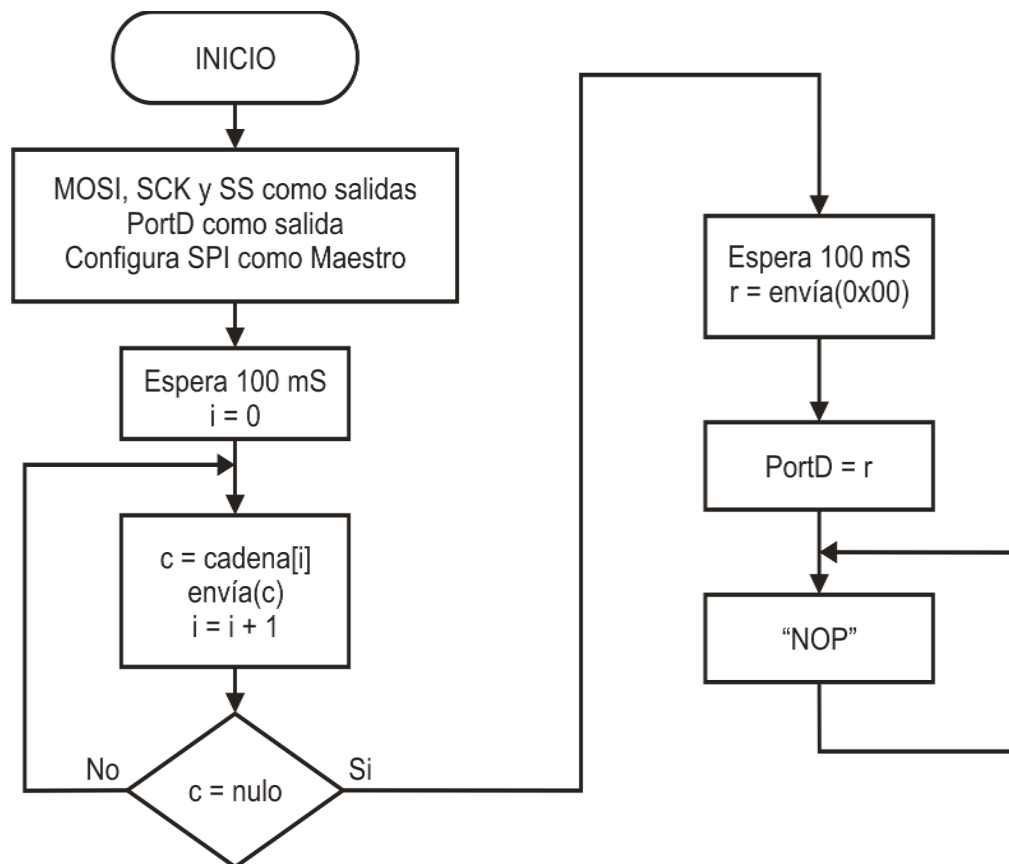 INICIO
MOSI, SCK y SS como salidas
PortD como salida
Configura SPI como Maestro
Espera 100 mS
i = 0
c = cadena[i]
envía(c)
i = i + 1
c = nulo
No
Si
Espera 100 mS
r = envía(0x00)
PortD = r
“NOP”